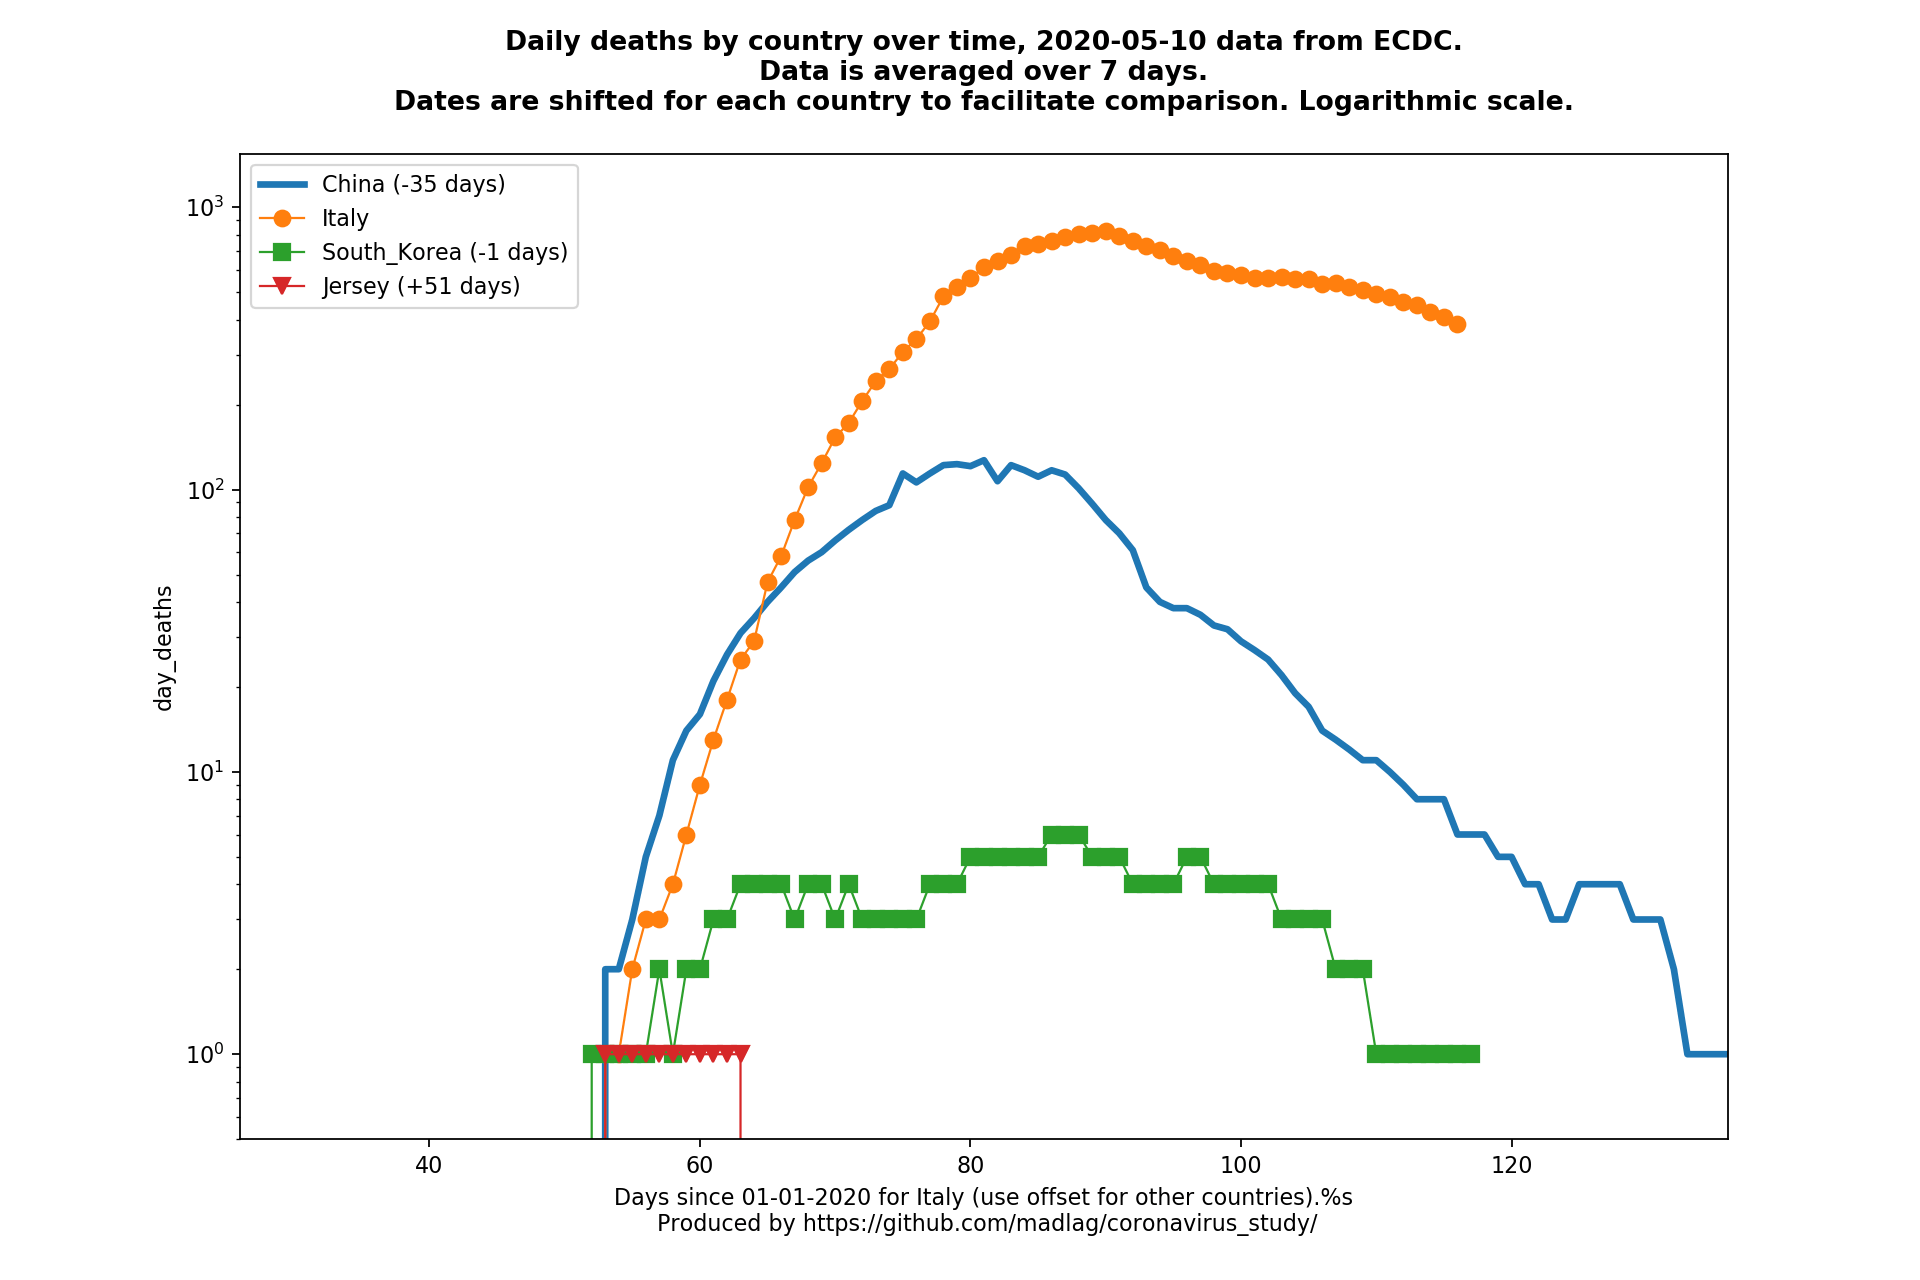 Daily deaths by country over time, 2020-05-10 data from ECDC.
Data is averaged over 7 days.
Dates are shifted for each country to facilitate comparison. Logarithmic scale.
China (-35 days)
Italy
South_Korea (-1 days)
Jersey (+51 days)
10³
10²
10¹
10⁰
day_deaths
40 60 80 100 120
Days since 01-01-2020 for Italy (use offset for other countries).%s
Produced by https://github.com/madlag/coronavirus_study/